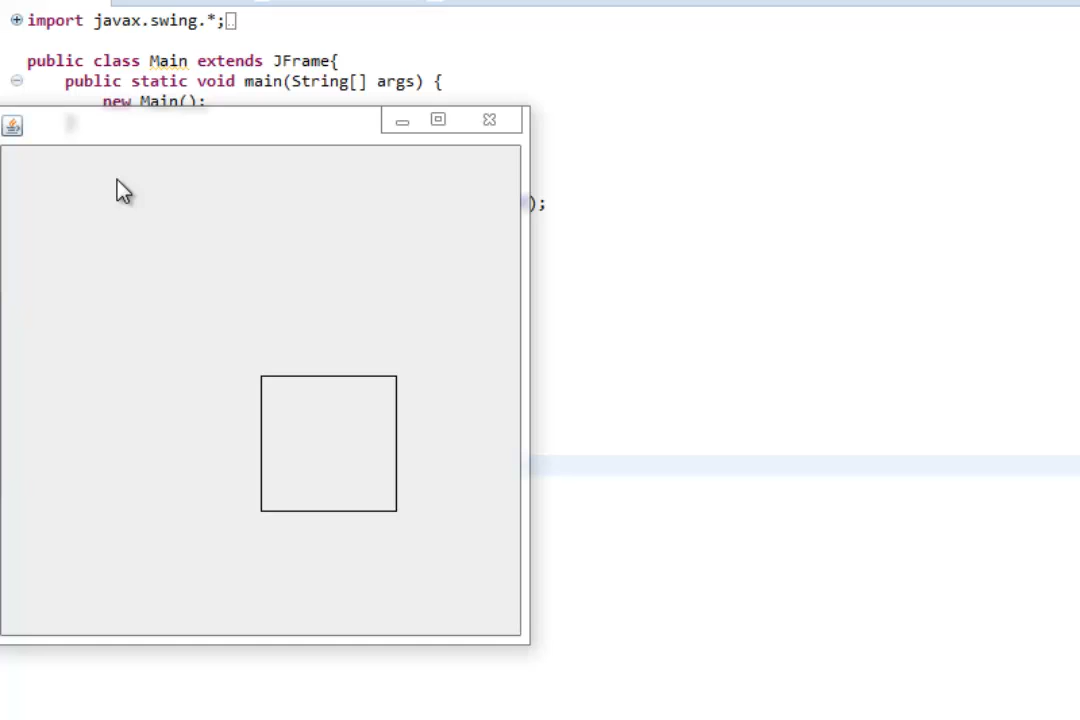 import javax.swing.*;
public class Main extends JFrame{
public static void main(String[] args) {
new Main();
}
);